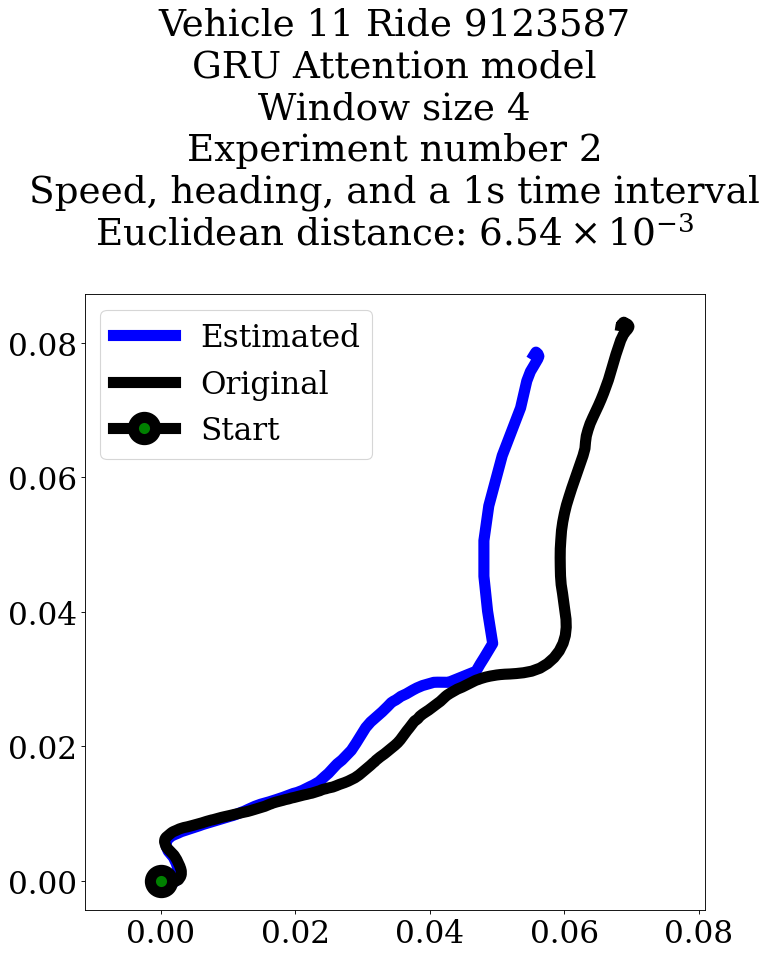 Vehicle 11 Ride 9123587
GRU Attention model
Window size 4
Experiment number 2
Speed, heading, and a 1s time interval
Euclidean distance: 6.54 × 10⁻³
Estimated
Original
Start
0.08
0.06
0.04
0.02
0.00
0.00 0.02 0.04 0.06 0.08